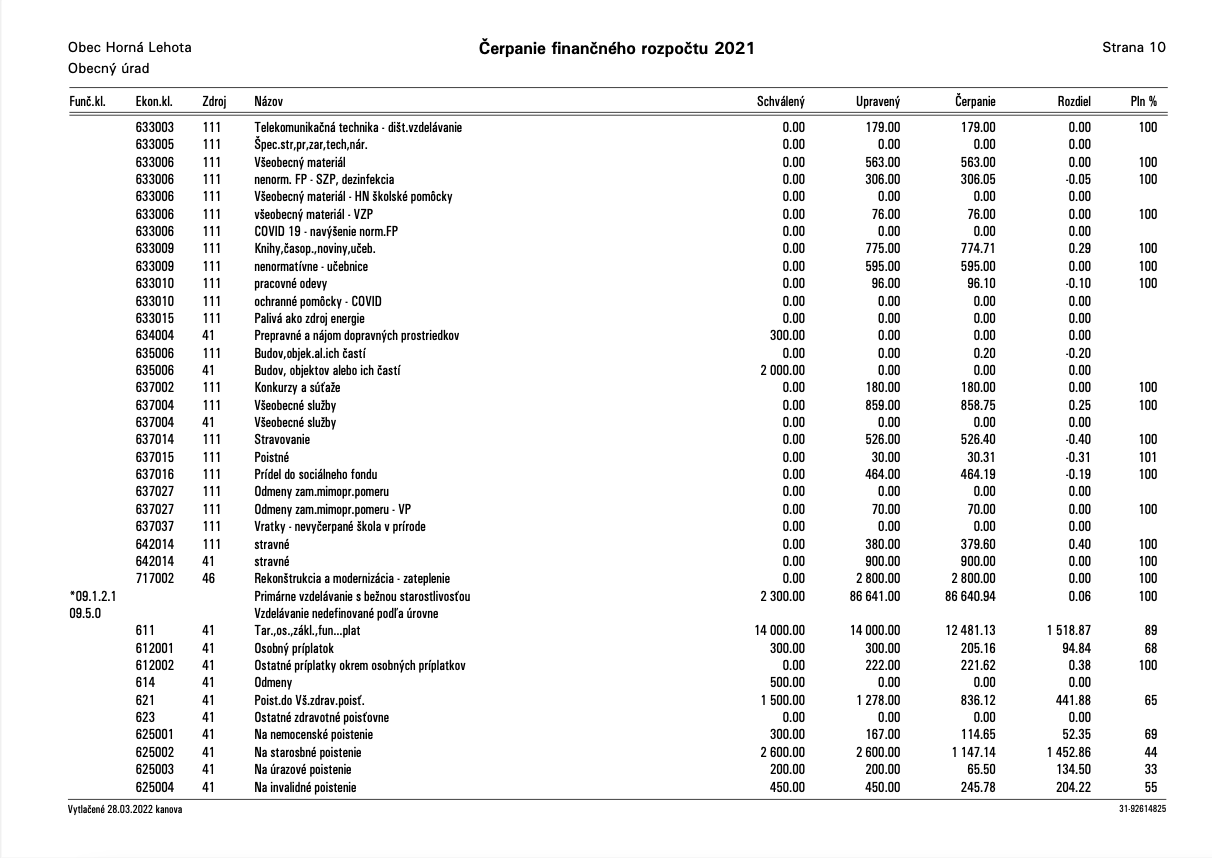 Obec Horná Lehota Čerpanie finančného rozpočtu 2021 Strana 10
Obecný úrad
Funč.kl. Ekon.kl. Zdroj Názov Schválený Upravený Čerpanie Rozdiel Pln %
633003 111 Telekomunikačná technika - dišt.vzdelávanie 0.00 179.00 179.00 0.00 100
633005 111 Špec.str,pr,zar,tech,nár. 0.00 0.00 0.00 0.00
633006 111 Všeobecný materiál 0.00 563.00 563.00 0.00 100
633006 111 nenorm. FP - SZP, dezinfekcia 0.00 306.00 306.05 -0.05 100
633006 111 Všeobecný materiál - HN školské pomôcky 0.00 0.00 0.00 0.00
633006 111 všeobecný materiál - VZP 0.00 76.00 76.00 0.00 100
633006 111 COVID 19 - navýšenie norm.FP 0.00 0.00 0.00 0.00
633009 111 Knihy,časop.,noviny,učeb. 0.00 775.00 774.71 0.29 100
633009 111 nenormatívne - učebnice 0.00 595.00 595.00 0.00 100
633010 111 pracovné odevy 0.00 96.00 96.10 -0.10 100
633010 111 ochranné pomôcky - COVID 0.00 0.00 0.00 0.00
633015 111 Palivá ako zdroj energie 0.00 0.00 0.00 0.00
634004 41 Prepravné a nájom dopravných prostriedkov 300.00 0.00 0.00 0.00
635006 111 Budov,objek.al.ich častí 0.00 0.00 0.20 -0.20
635006 41 Budov, objektov alebo ich častí 2 000.00 0.00 0.00 0.00
637002 111 Konkurzy a súťaže 0.00 180.00 180.00 0.00 100
637004 111 Všeobecné služby 0.00 859.00 858.75 0.25 100
637004 41 Všeobecné služby 0.00 0.00 0.00 0.00
637014 111 Stravovanie 0.00 526.00 526.40 -0.40 100
637015 111 Poistné 0.00 30.00 30.31 -0.31 101
637016 111 Prídel do sociálneho fondu 0.00 464.00 464.19 -0.19 100
637027 111 Odmeny zam.mimopr.pomeru 0.00 0.00 0.00 0.00
637027 111 Odmeny zam.mimopr.pomeru - VP 0.00 70.00 70.00 0.00 100
637037 111 Vratky - nevyčerpané škola v prírode 0.00 0.00 0.00 0.00
642014 111 stravné 0.00 380.00 379.60 0.40 100
642014 41 stravné 0.00 900.00 900.00 0.00 100
717002 46 Rekonštrukcia a modernizácia - zateplenie 0.00 2 800.00 2 800.00 0.00 100
*09.1.2.1 Primárne vzdelávanie s bežnou starostlivosťou 2 300.00 86 641.00 86 640.94 0.06 100
09.5.0 Vzdelávanie nedefinované podľa úrovne
611 41 Tar.,os.,zákl.,fun...plat 14 000.00 14 000.00 12 481.13 1 518.87 89
612001 41 Osobný príplatok 300.00 300.00 205.16 94.84 68
612002 41 Ostatné príplatky okrem osobných príplatkov 0.00 222.00 221.62 0.38 100
614 41 Odmeny 500.00 0.00 0.00 0.00
621 41 Poist.do Vš.zdrav.poisť. 1 500.00 1 278.00 836.12 441.88 65
623 41 Ostatné zdravotné poisťovne 0.00 0.00 0.00 0.00
625001 41 Na nemocenské poistenie 300.00 167.00 114.65 52.35 69
625002 41 Na starosbné poistenie 2 600.00 2 600.00 1 147.14 1 452.86 44
625003 41 Na úrazové poistenie 200.00 200.00 65.50 134.50 33
625004 41 Na invalidné poistenie 450.00 450.00 245.78 204.22 55
Vytlačené 28.03.2022 kanova 31-92614825